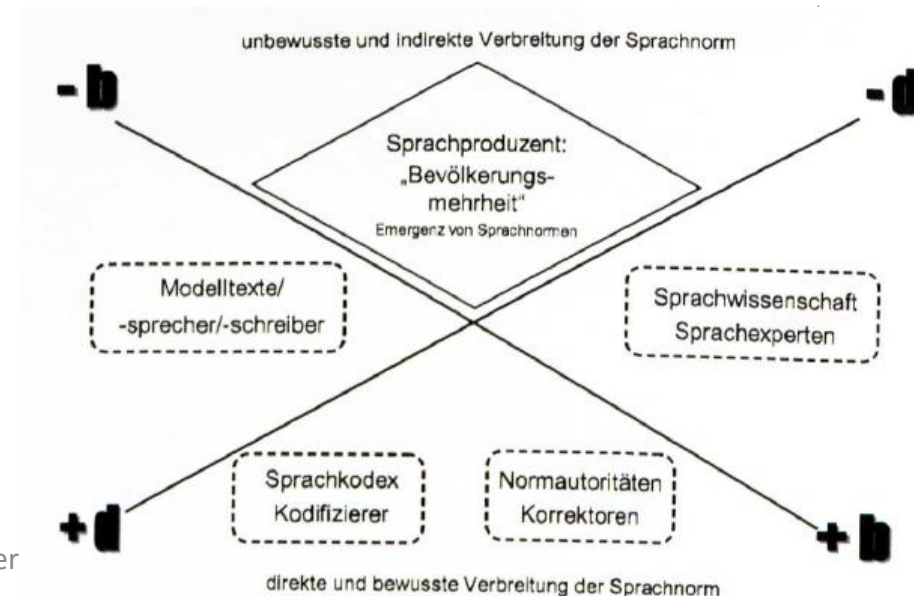 unbewusste und indirekte Verbreitung der Sprachnorm
- b
- d
Sprachproduzent:
„Bevölkerungs-
mehrheit"
Emergenz von Sprachnormen
Modelltexte/
-sprecher/-schreiber
Sprachwissenschaft
Sprachexperten
Sprachkodex
Kodifizierer
Normautoritäten
Korrektoren
+ d
+ b
er
direkte und bewusste Verbreitung der Sprachnorm